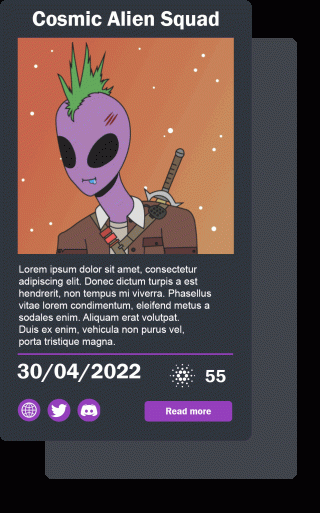 Cosmic Alien Squad
Lorem ipsum dolor sit amet, consectetur
adipiscing elit. Donec dictum turpis a est
hendrerit, non tempus mi viverra. Phasellus
vitae lorem condimentum, eleifend metus a
sodales enim. Aliquam erat volutpat.
Duis ex enim, vehicula non purus vel,
porta tristique magna.
30/04/2022
55
Read more